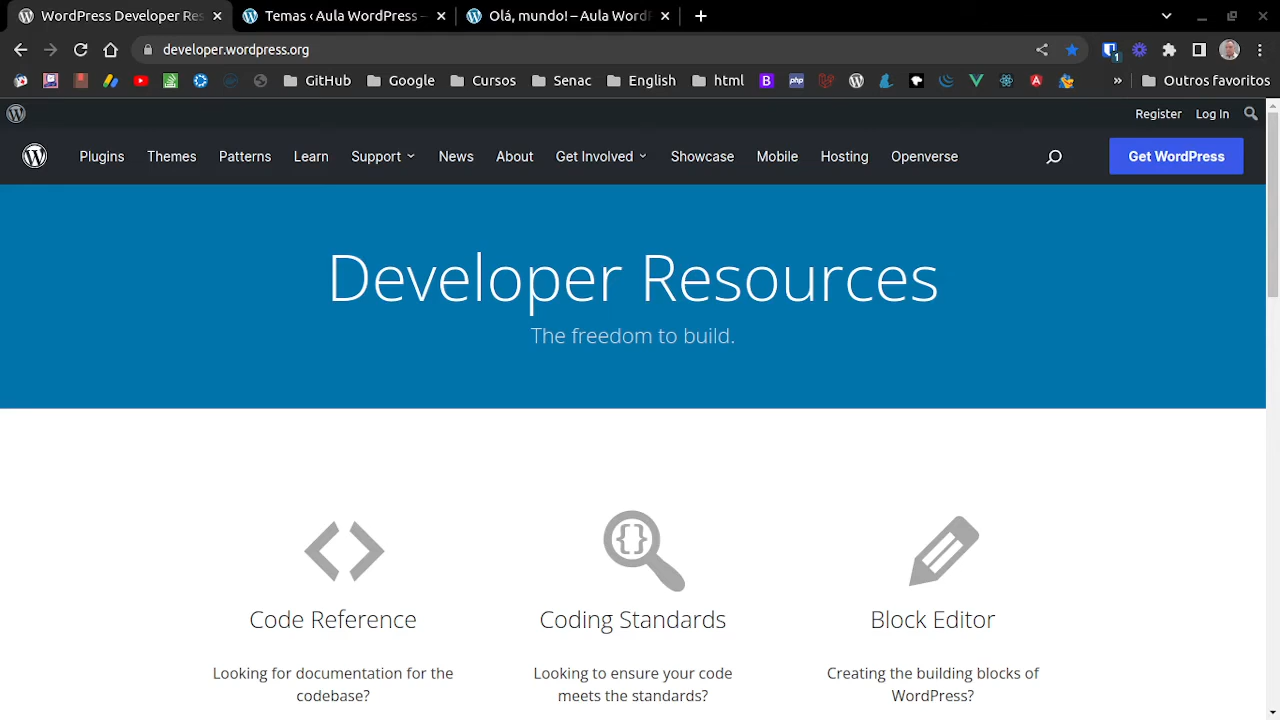 WordPress Developer Res
Temas ‹ Aula WordPress –
Olá, mundo! – Aula WordP
developer.wordpress.org
1
GitHub
Google
Cursos
Senac
English
html
B
php
»
Outros favoritos
Register
Log In
Plugins
Themes
Patterns
Learn
Support
News
About
Get Involved
Showcase
Mobile
Hosting
Openverse
Get WordPress
Developer Resources
The freedom to build.
Code Reference
Coding Standards
Block Editor
Looking for documentation for the
codebase?
Looking to ensure your code
meets the standards?
Creating the building blocks of
WordPress?